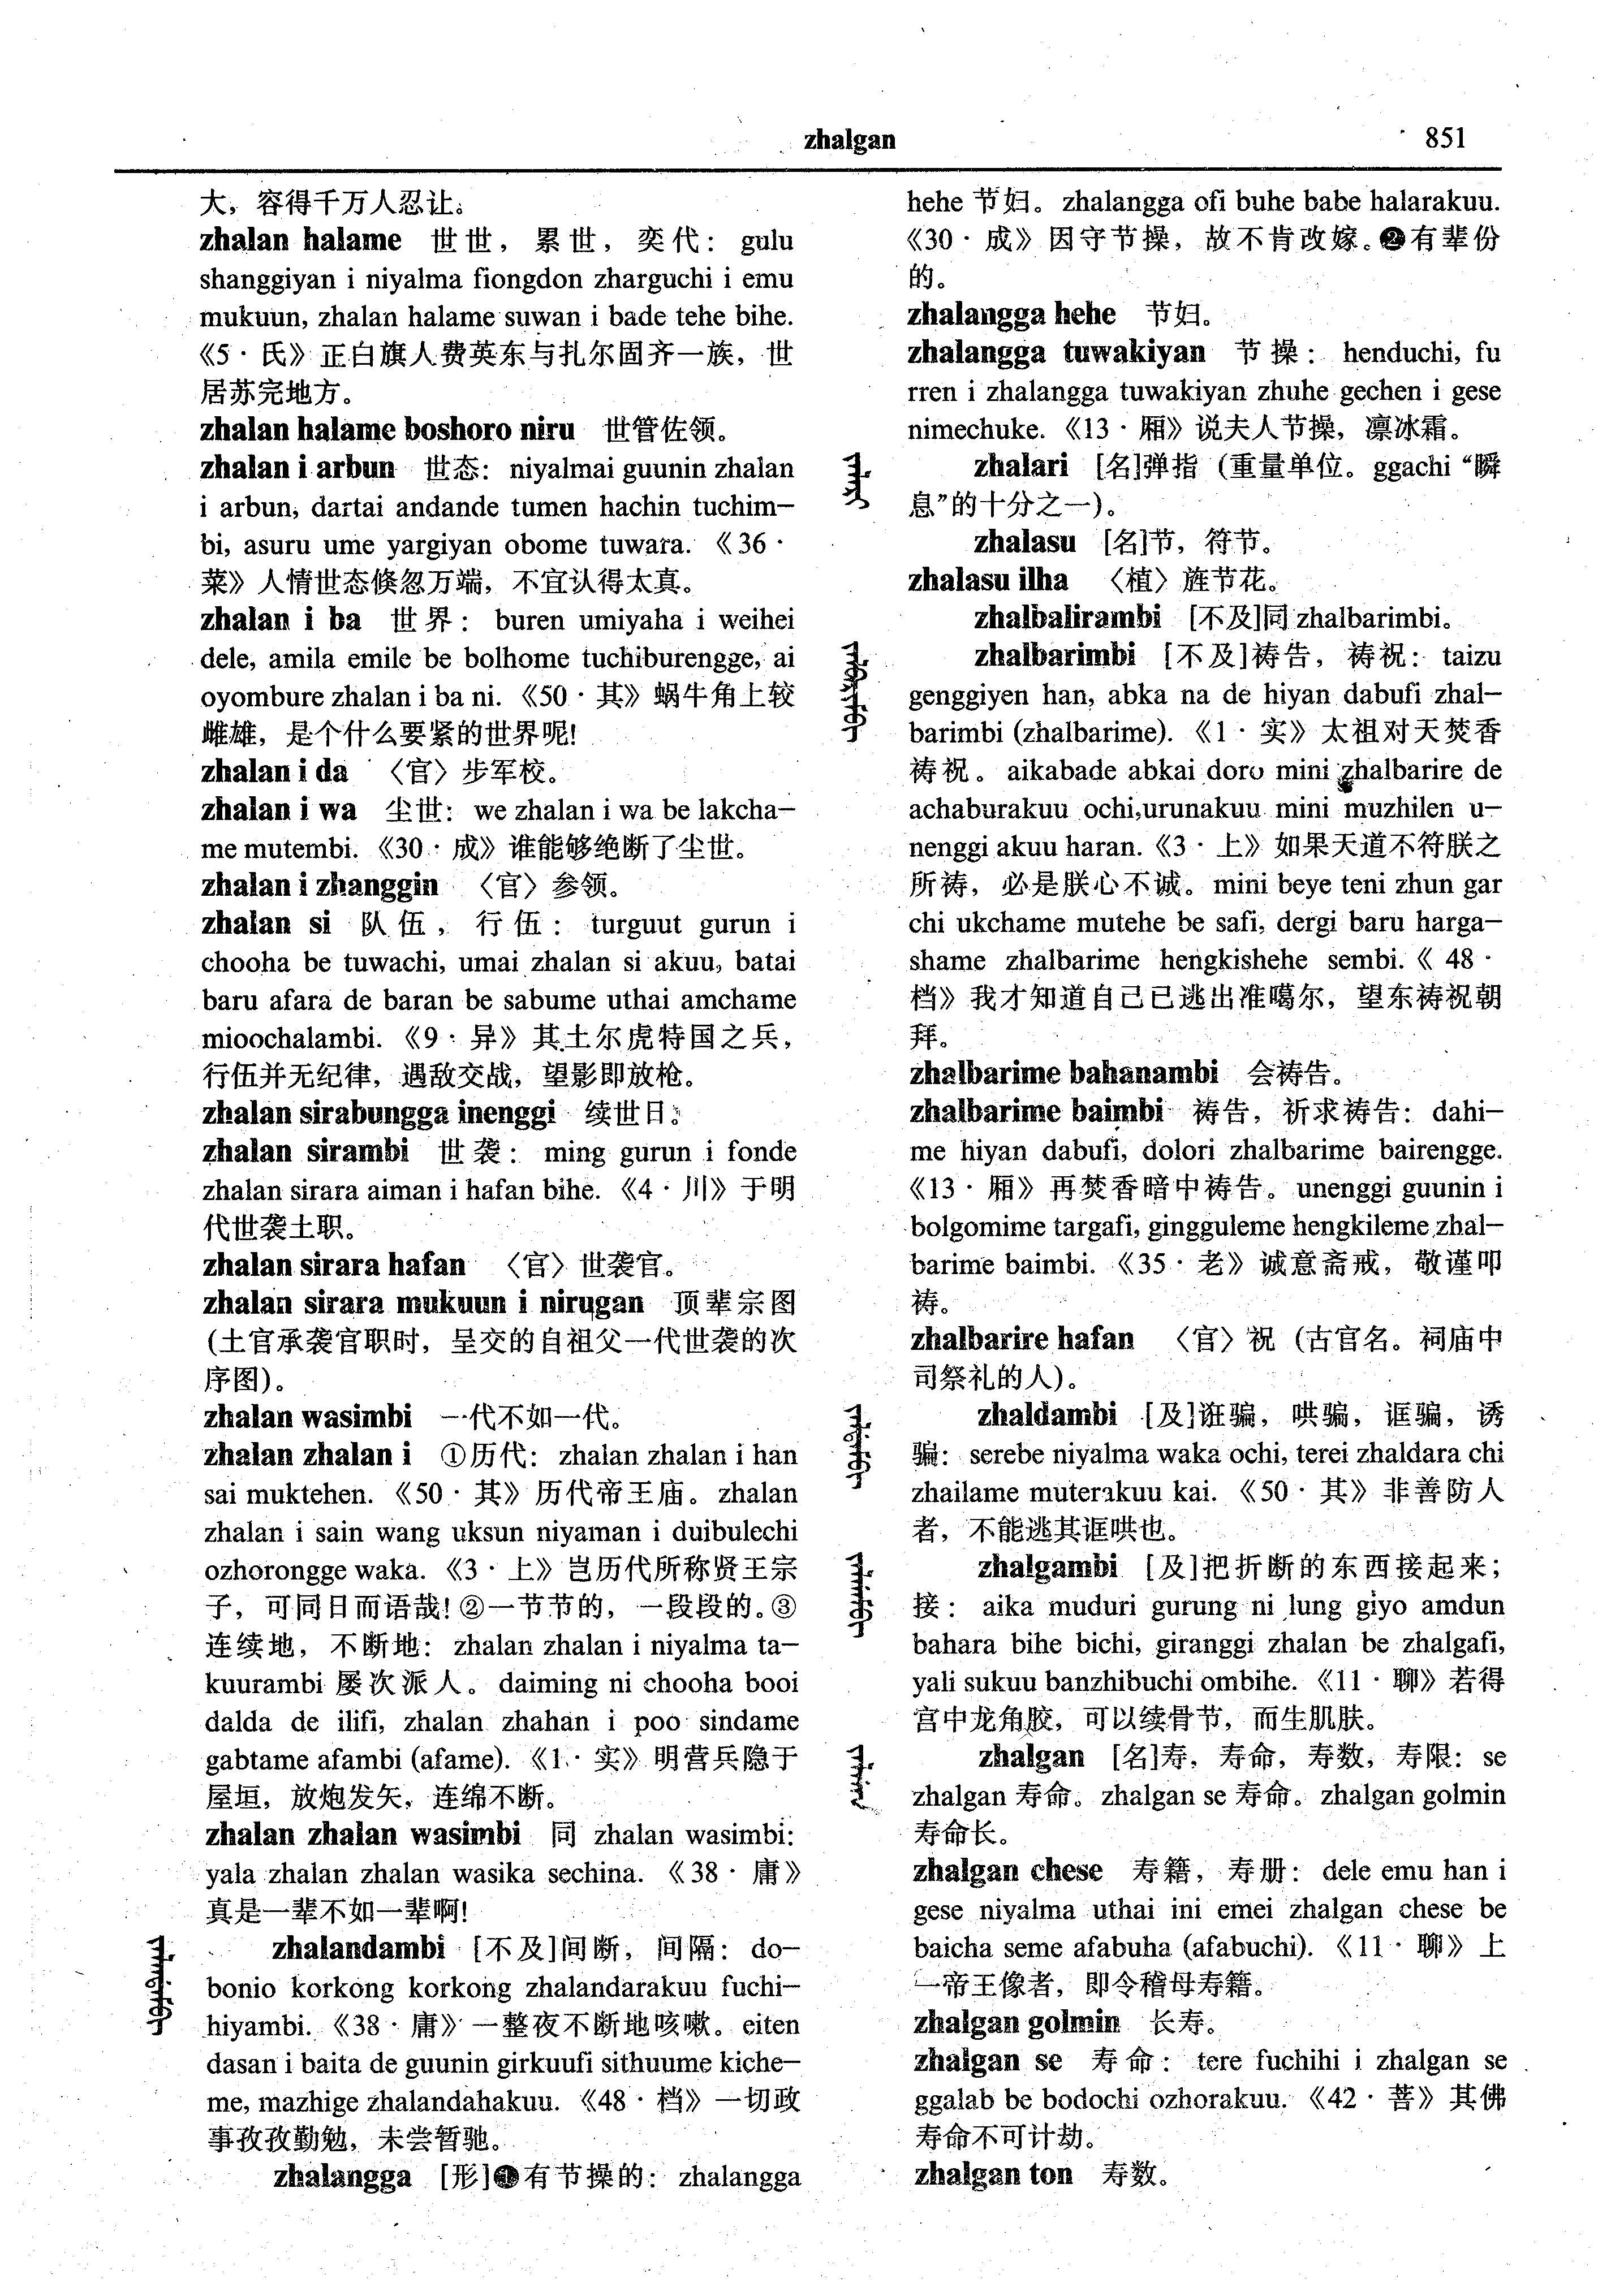 zhalgan
851
大，容得千万人忍让。
zhalan halame 世世，累世，奕代：gulu
shanggiyan i niyalma fiongdon zharguchi i emu
mukuun, zhalan halame suwan i bade tehe bihe.
《5·氏》正白旗人费英东与扎尔固齐一族，世
居苏完地方。
zhalan halame boshoro niru 世管佐领。
zhalan i arbun 世态：niyalmai guunin zhalan
i arbun, dartai andande tumen hachin tuchim-
bi, asuru ume yargiyan obome tuwara. 《36·
菜》人情世态倏忽万端，不宜认得太真。
zhalan i ba 世界：buren umiyaha i weihei
dele, amila emile be bolhome tuchiburengge, ai
oyombure zhalan i ba ni.《50·其》蜗牛角上较
雌雄，是个什么要紧的世界呢!
zhalan i da 〈官〉步军校。
zhalan i wa 尘世：we zhalan i wa be lakcha-
me mutembi.《30·成》谁能够绝断了尘世。
zhalan i zhanggin 〈官〉参领。
zhalan si 队伍，行伍：turguut gurun i
chooha be tuwachi, umai zhalan si akuu, batai
baru afara de baran be sabume uthai amchame
mioochalambi.《9·异》其土尔虎特国之兵，
行伍并无纪律，遇敌交战，望影即放枪。
zhalan sirabungga inenggi 续世日。
zhalan sirambi 世袭：ming gurun i fonde
zhalan sirara aiman i hafan bihe.《4·川》于明
代世袭土职。
zhalan sirara hafan 〈官〉世袭官。
zhalan sirara mukuun i nirugan 顶辈宗图
(土官承袭官职时，呈交的自祖父一代世袭的次
序图)。
zhalan wasimbi 一代不如一代。
zhalan zhalan i ①历代：zhalan zhalan i han
sai muktehen.《50·其》历代帝王庙。zhalan
zhalan i sain wang uksun niyaman i duibulechi
ozhorongge waka.《3·上》岂历代所称贤王宗
子，可同日而语哉!②一节节的，一段段的。③
连续地，不断地：zhalan zhalan i niyalma ta-
kuurambi 屡次派人。daiming ni chooha booi
dalda de ilifi, zhalan zhahan i poo sindame
gabtame afambi (afame).《1·实》明营兵隐于
屋垣，放炮发矢，连绵不断。
zhalan zhalan wasimbi 同 zhalan wasimbi:
yala zhalan zhalan wasika sechina.《38·庸》
真是一辈不如一辈啊!
zhalandambi [不及]间断，间隔：do-
bonio korkong korkong zhalandarakuu fuchi-
hiyambi.《38·庸》一整夜不断地咳嗽。eiten
dasan i baita de guunin girkuufi sithuume kiche-
me, mazhige zhalandahakuu.《48·档》一切政
事孜孜勤勉，未尝暂驰。
zhalangga [形]❶有节操的：zhalangga
hehe 节妇。zhalangga ofi buhe babe halarakuu.
《30·成》因守节操，故不肯改嫁。❷有辈份
的。
zhalangga hehe 节妇。
zhalangga tuwakiyan 节操：henduchi, fu
rren i zhalangga tuwakiyan zhuhe gechen i gese
nimechuke.《13·厢》说夫人节操，凛冰霜。
zhalari [名]弹指（重量单位。ggachi “瞬
息”的十分之一)。
zhalasu [名]节，符节。
zhalasu ilha 〈植〉旌节花。
zhalbalirambi [不及]同 zhalbarimbi。
zhalbarimbi [不及]祷告，祷祝：taizu
genggiyen han, abka na de hiyan dabufi zhal-
barimbi (zhalbarime).《1·实》太祖对天焚香
祷祝。aikabade abkai doro mini zhalbarire de
achaburakuu ochi,urunakuu mini muzhilen u-
nenggi akuu haran.《3·上》如果天道不符朕之
所祷，必是朕心不诚。mini beye teni zhun gar
chi ukchame mutehe be safi, dergi baru harga-
shame zhalbarime hengkishehe sembi.《48·
档》我才知道自己已逃出准噶尔，望东祷祝朝
拜。
zhalbarime bahanambi 会祷告。
zhalbarime baimbi 祷告，祈求祷告：dahi-
me hiyan dabufi, dolori zhalbarime bairengge.
《13·厢》再焚香暗中祷告。unenggi guunin i
bolgomime targafi, gingguleme hengkileme zhal-
barime baimbi.《35·老》诚意斋戒，敬谨叩
祷。
zhalbarire hafan 〈官〉祝（古官名。祠庙中
司祭礼的人)。
zhaldambi [及]诳骗，哄骗，诓骗，诱
骗：serebe niyalma waka ochi, terei zhaldara chi
zhailame muterakuu kai.《50·其》非善防人
者，不能逃其诓哄也。
zhalgambi [及]把折断的东西接起来；
接：aika muduri gurung ni lung giyo amdun
bahara bihe bichi, giranggi zhalan be zhalgafi,
yali sukuu banzhibuchi ombihe.《11·聊》若得
宫中龙角胶，可以续骨节，而生肌肤。
zhalgan [名]寿，寿命，寿数，寿限：se
zhalgan 寿命。zhalgan se 寿命。zhalgan golmin
寿命长。
zhalgan chese 寿籍，寿册：dele emu han i
gese niyalma uthai ini emei zhalgan chese be
baicha seme afabuha (afabuchi).《11·聊》上
一帝王像者，即令稽母寿籍。
zhalgan golmin 长寿。
zhalgan se 寿命：tere fuchihi i zhalgan se
ggalab be bodochi ozhorakuu.《42·菩》其佛
寿命不可计劫。
zhalgan ton 寿数。